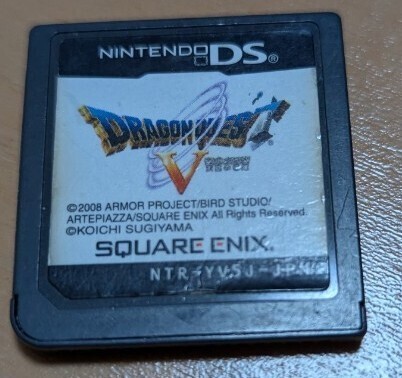 NINTENDO DS®
DRAGON QUEST
V
©2008 ARMOR PROJECT/BIRD STUDIO/
ARTEPIAZZA/SQUARE ENIX All Rights Reserved.
©KOICHI SUGIYAMA
SQUARE ENIX.
NTR-YV5J-JPN